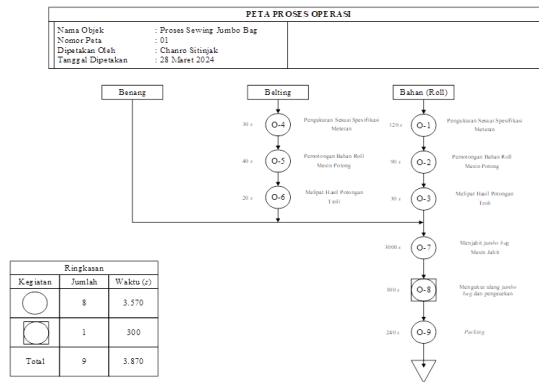 PETA PROSES OPERASI
Nama Objek : Proses Sewing Jumbo Bag
Nomor Peta : 01
Dipetakan Oleh : Chanro Sitinjak
Tanggal Dipetakan : 28 Maret 2024
Benang
Belting
Bahan (Roll)
30 s
O-4
Pengukuran Sesuai Spesifikasi
Meteran
120 s
O-1
Pengukuran Sesuai Spesifikasi
Meteran
40 s
O-5
Pemotongan Bahan Roll
Mesin Potong
90 s
O-2
Pemotongan Bahan Roll
Mesin Potong
20 s
O-6
Melipat Hasil Potongan
30 s
O-3
Melipat Hasil Potongan
3000 s
O-7
Menjahit jumbo bag
Mesin Jahit
O-8
Mengukur ulang jumbo
bag dan pengecekan
240 s
O-9
Packing
Ringkasan
Kegiatan Jumlah Waktu (s)
8 3.570
1 300
Total 9 3.870